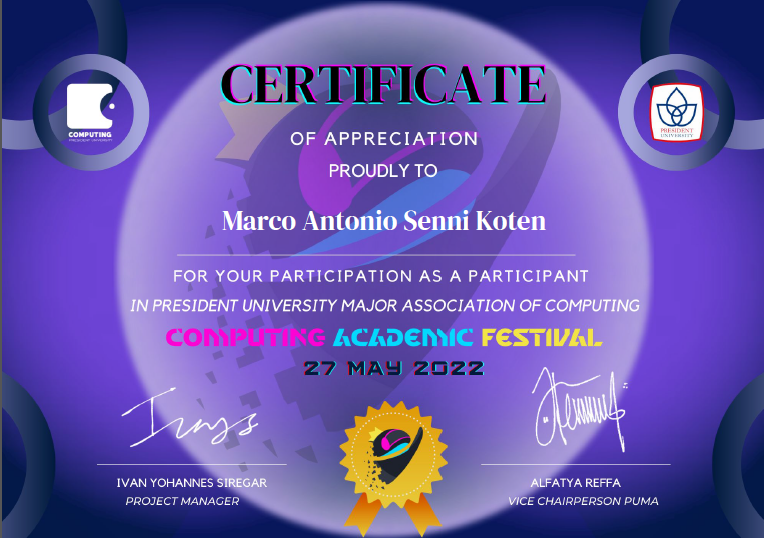 CERTIFICATE
COMPUTING
PRESIDENT UNIVERSITY
PRESIDENT
UNIVERSITY
OF APPRECIATION
PROUDLY TO
Marco Antonio Senni Koten
FOR YOUR PARTICIPATION AS A PARTICIPANT
IN PRESIDENT UNIVERSITY MAJOR ASSOCIATION OF COMPUTING
COMPUTING ACADEMIC FESTIVAL
27 MAY 2022
IVAN YOHANNES SIREGAR
PROJECT MANAGER
ALFATYA REFFA
VICE CHAIRPERSON PUMA